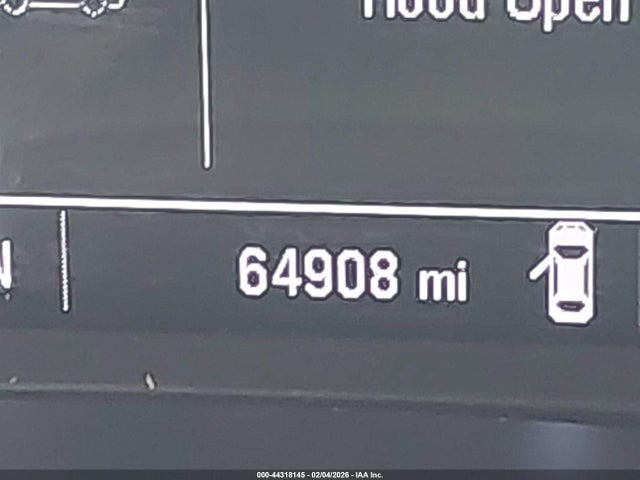 Hood Open
N
64908 mi
000-44318145 - 02/04/2026 - IAA Inc.